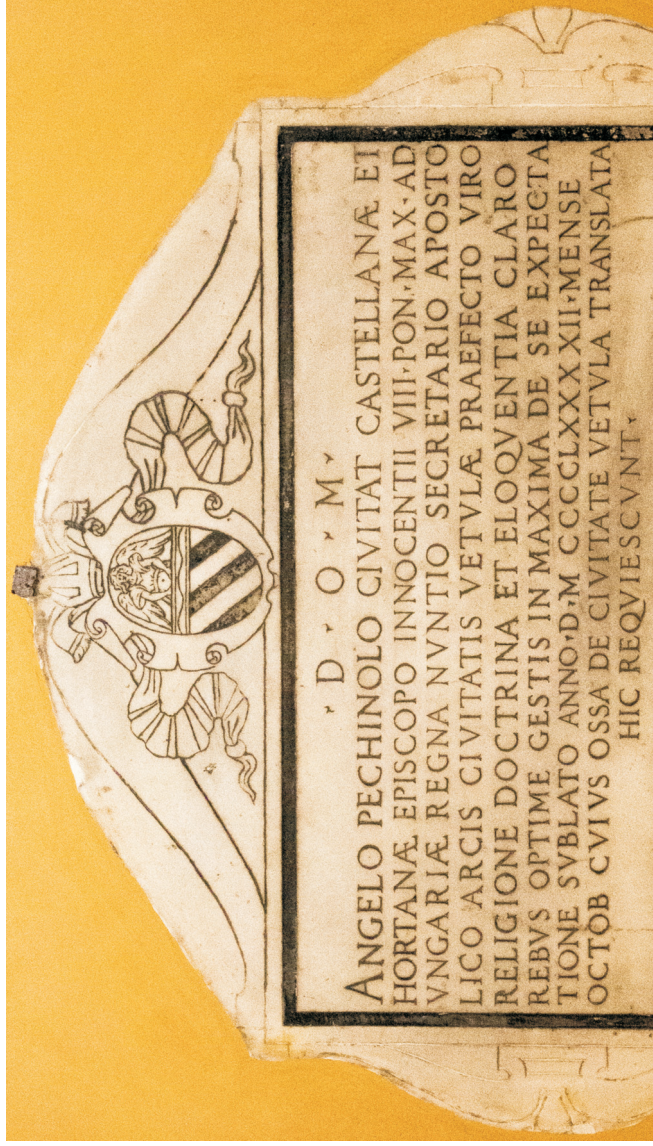 · D · O · M ·
ANGELO PECHINOLO CIVITAT CASTELLANÆ ET
HORTANÆ EPISCOPO INNOCENTII VIII · PON · MAX · AD
VNGARIÆ REGNA NVNTIO SECRETARIO APOSTO
LICO ARCIS CIVITATIS VETVLÆ PRAEFECTO VIRO
RELIGIONE DOCTRINA ET ELOQVENTIA CLARO
REBVS OPTIME GESTIS IN MAXIMA DE SE EXPECTA
TIONE SVBLATO ANNO · D · M CCCCLXXXXII · MENSE
OCTOB CVIVS OSSA DE CIVITATE VETVLA TRANSLATA
HIC REQVIESCVNT ·